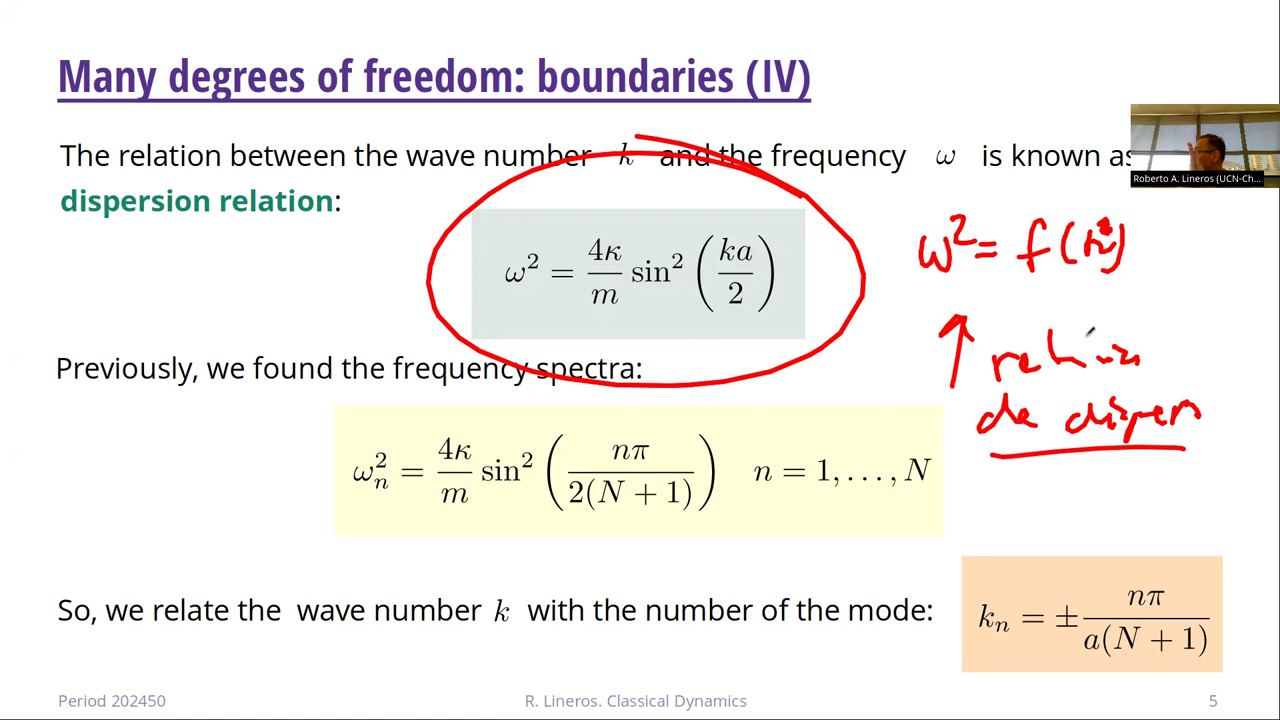 Many degrees of freedom: boundaries (IV)
The relation between the wave number k and the frequency ω is known as
dispersion relation:
ω² = 4κ/m sin² (ka/2)
ω² = f(k)
Previously, we found the frequency spectra:
de dispers
ωₙ² = 4κ/m sin² (nπ/2(N + 1)) n = 1, . . . , N
So, we relate the wave number k with the number of the mode:
kₙ = ± nπ/a(N + 1)
Roberto A. Lineros (UCN-Ch...
Period 202450
R. Lineros. Classical Dynamics
5